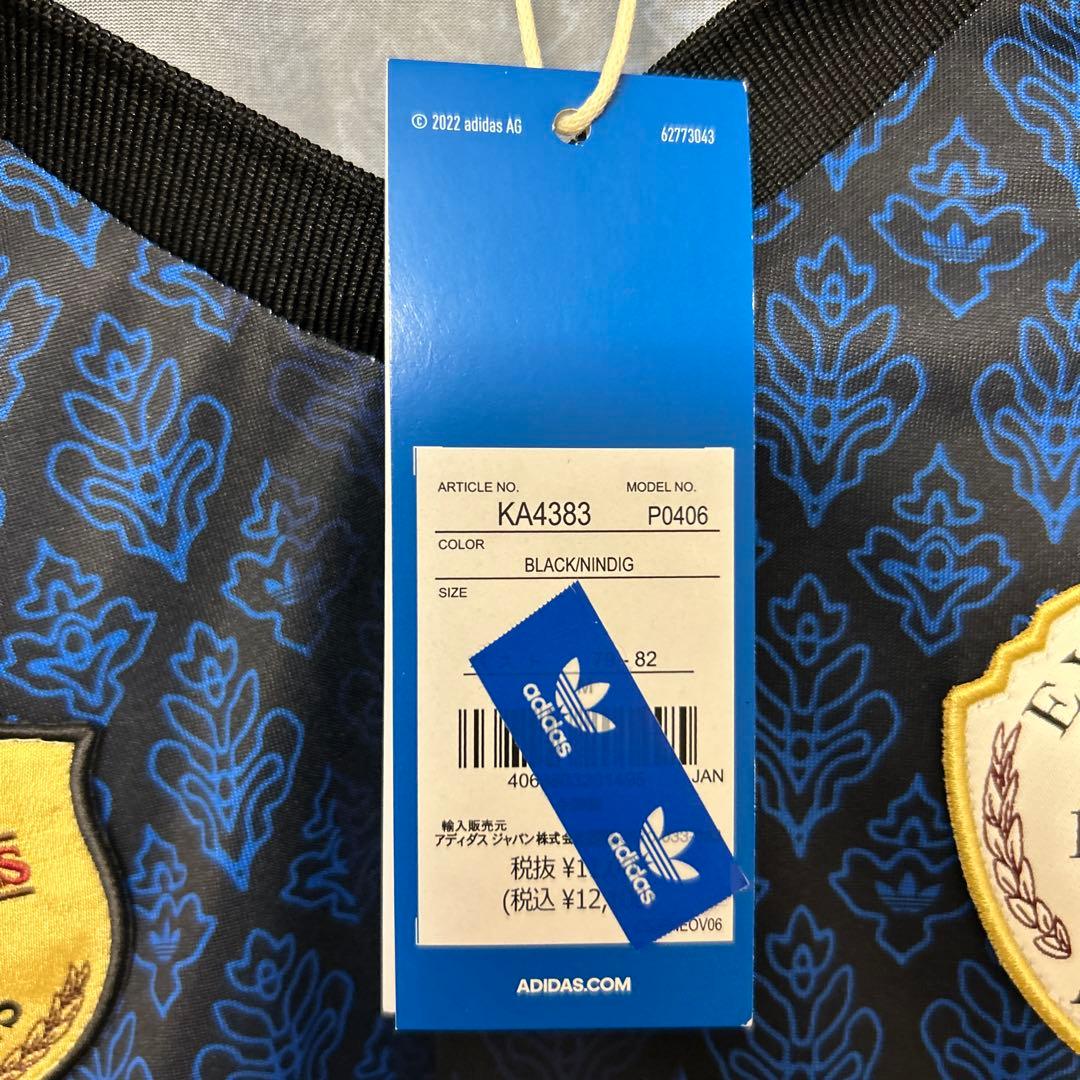 © 2022 adidas AG
62773043
ARTICLE NO.
MODEL NO.
KA4383
P0406
COLOR
BLACK/NINDIG
SIZE
82
M
adidas
JAN
輸入販売元
アディダス ジャパン株式会
adidas
税抜 ¥1
(税込 ¥12,
EOV06
ADIDAS.COM